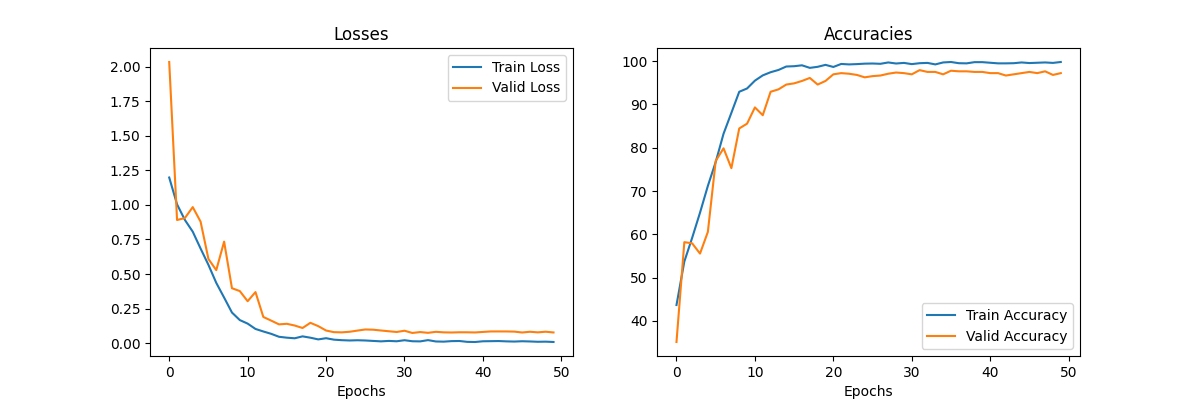 Losses
Train Loss
Valid Loss
2.00
1.75
1.50
1.25
1.00
0.75
0.50
0.25
0.00
0 10 20 30 40 50
Epochs
Accuracies
100
90
80
70
60
50
40
Train Accuracy
Valid Accuracy
0 10 20 30 40 50
Epochs